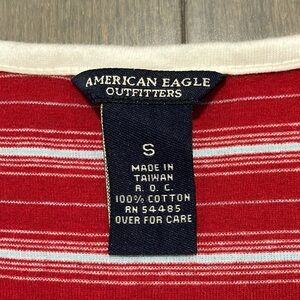 AMERICAN EAGLE
OUTFITTERS
S
MADE IN
TAIWAN
R. O. C.
100% COTTON
RN 54485
OVER FOR CARE